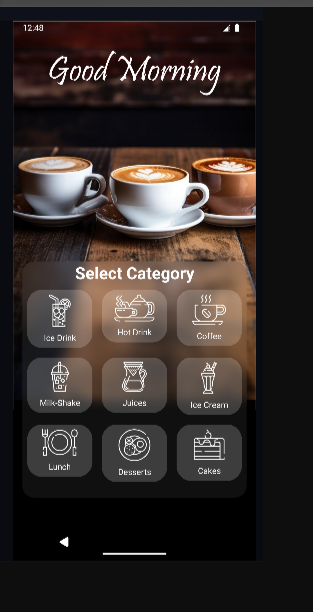 12:48
Good Morning
Select Category
Ice Drink
Hot Drink
Coffee
Milk-Shake
Juices
Ice Cream
Lunch
Desserts
Cakes